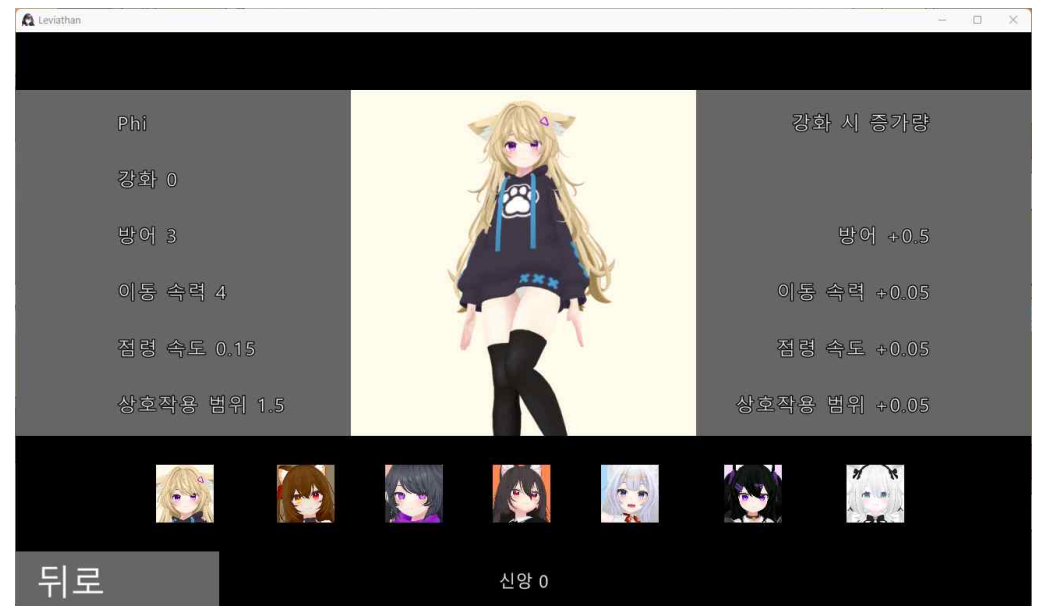 Leviathan
Phi
강화 시 증가량
강화 0
방어 3
방어 +0.5
이동 속력 4
이동 속력 +0.05
점령 속도 0.15
점령 속도 +0.05
상호작용 범위 1.5
상호작용 범위 +0.05
뒤로
신앙 0